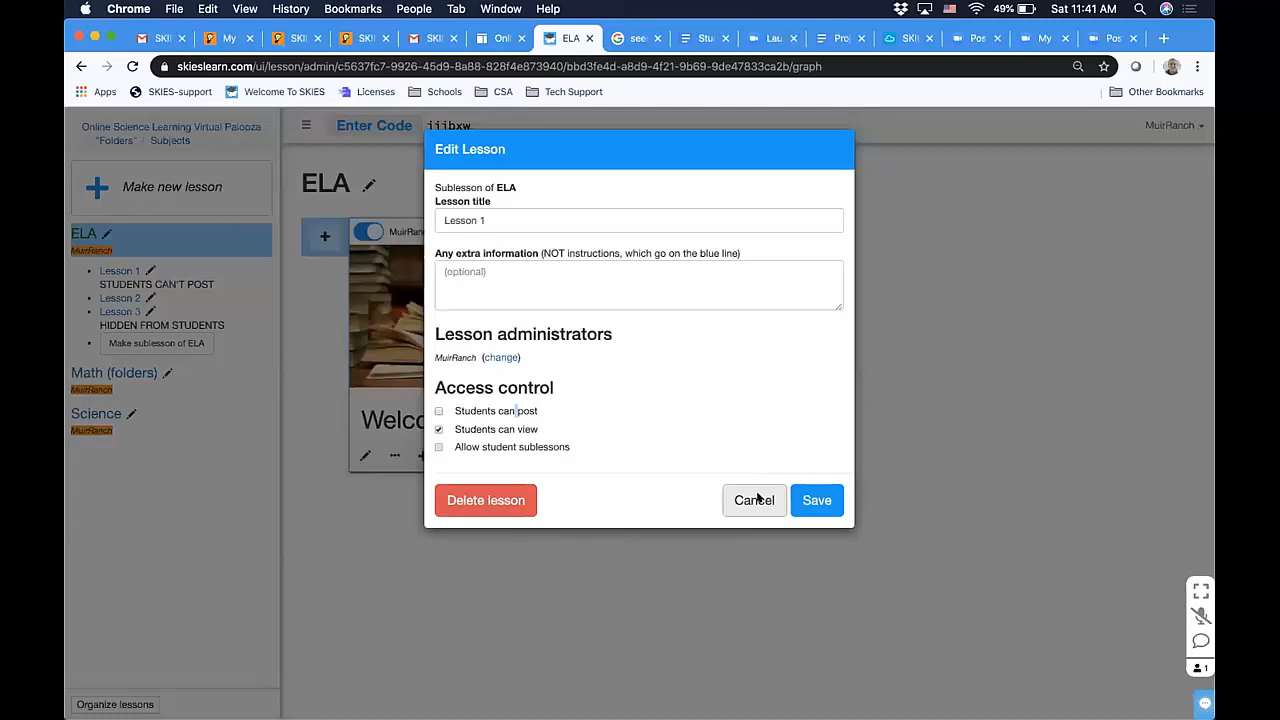 Chrome File Edit View History Bookmarks People Tab Window Help 49% Sat 11:41 AM
SKI My SKI SKI SKI Onl ELA see Stu Lau Pro SKI Pos My Pos
skieslearn.com/ui/lesson/admin/c5637fc7-9926-45d9-8a88-828f4e873940/bbd3fe4d-a8d9-4f21-9b69-9de47833ca2b/graph
Apps SKIES-support Welcome To SKIES Licenses Schools CSA Tech Support Other Bookmarks
Online Science Learning Virtual Palooza
"Folders" / Subjects
Enter Code iiibxw
MuirRanch
Make new lesson
ELA
MuirRanch
Lesson 1
STUDENTS CAN'T POST
Lesson 2
Lesson 3
HIDDEN FROM STUDENTS
Make sublesson of ELA
Math (folders)
MuirRanch
Science
MuirRanch
Organize lessons
ELA
MuirRan
Welco
Edit Lesson
Sublesson of ELA
Lesson title
Lesson 1
Any extra information (NOT instructions, which go on the blue line)
(optional)
Lesson administrators
MuirRanch (change)
Access control
Students can post
Students can view
Allow student sublessons
Delete lesson Cancel Save
1